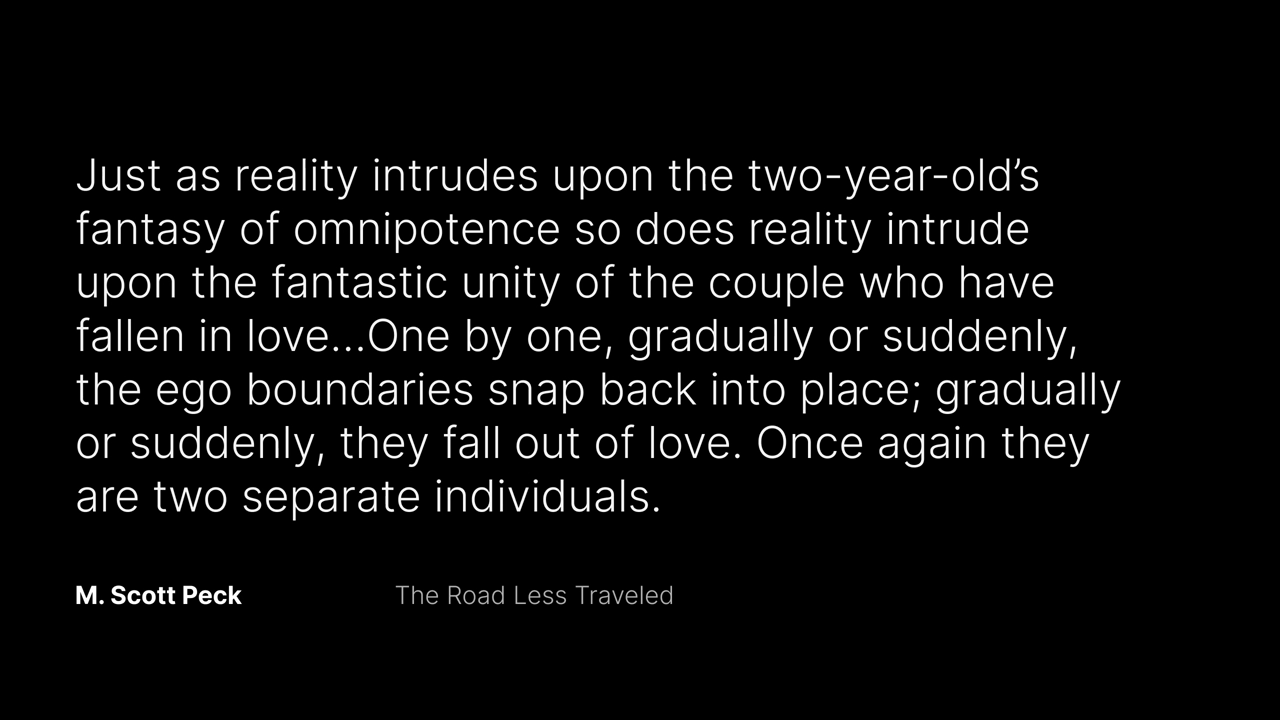 Just as reality intrudes upon the two-year-old’s
fantasy of omnipotence so does reality intrude
upon the fantastic unity of the couple who have
fallen in love...One by one, gradually or suddenly,
the ego boundaries snap back into place; gradually
or suddenly, they fall out of love. Once again they
are two separate individuals.
M. Scott Peck The Road Less Traveled